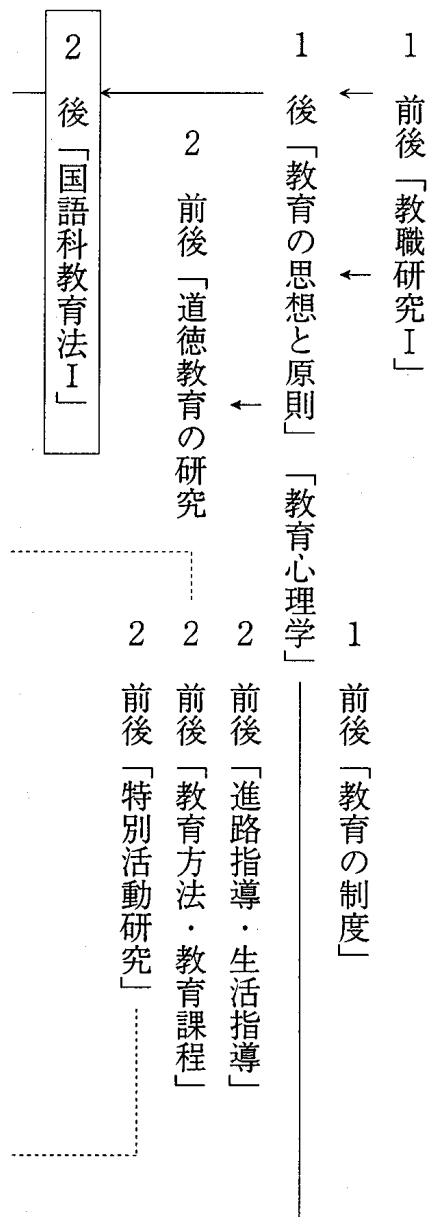 1 前後「教職研究Ⅰ」
1 前後「教育の制度」
1 後「教育の思想と原則」「教育心理学」
2 前後「進路指導・生活指導」
2 前後「道徳教育の研究
2 前後「教育方法・教育課程」
2 前後「特別活動研究」
2 後「国語科教育法Ⅰ」